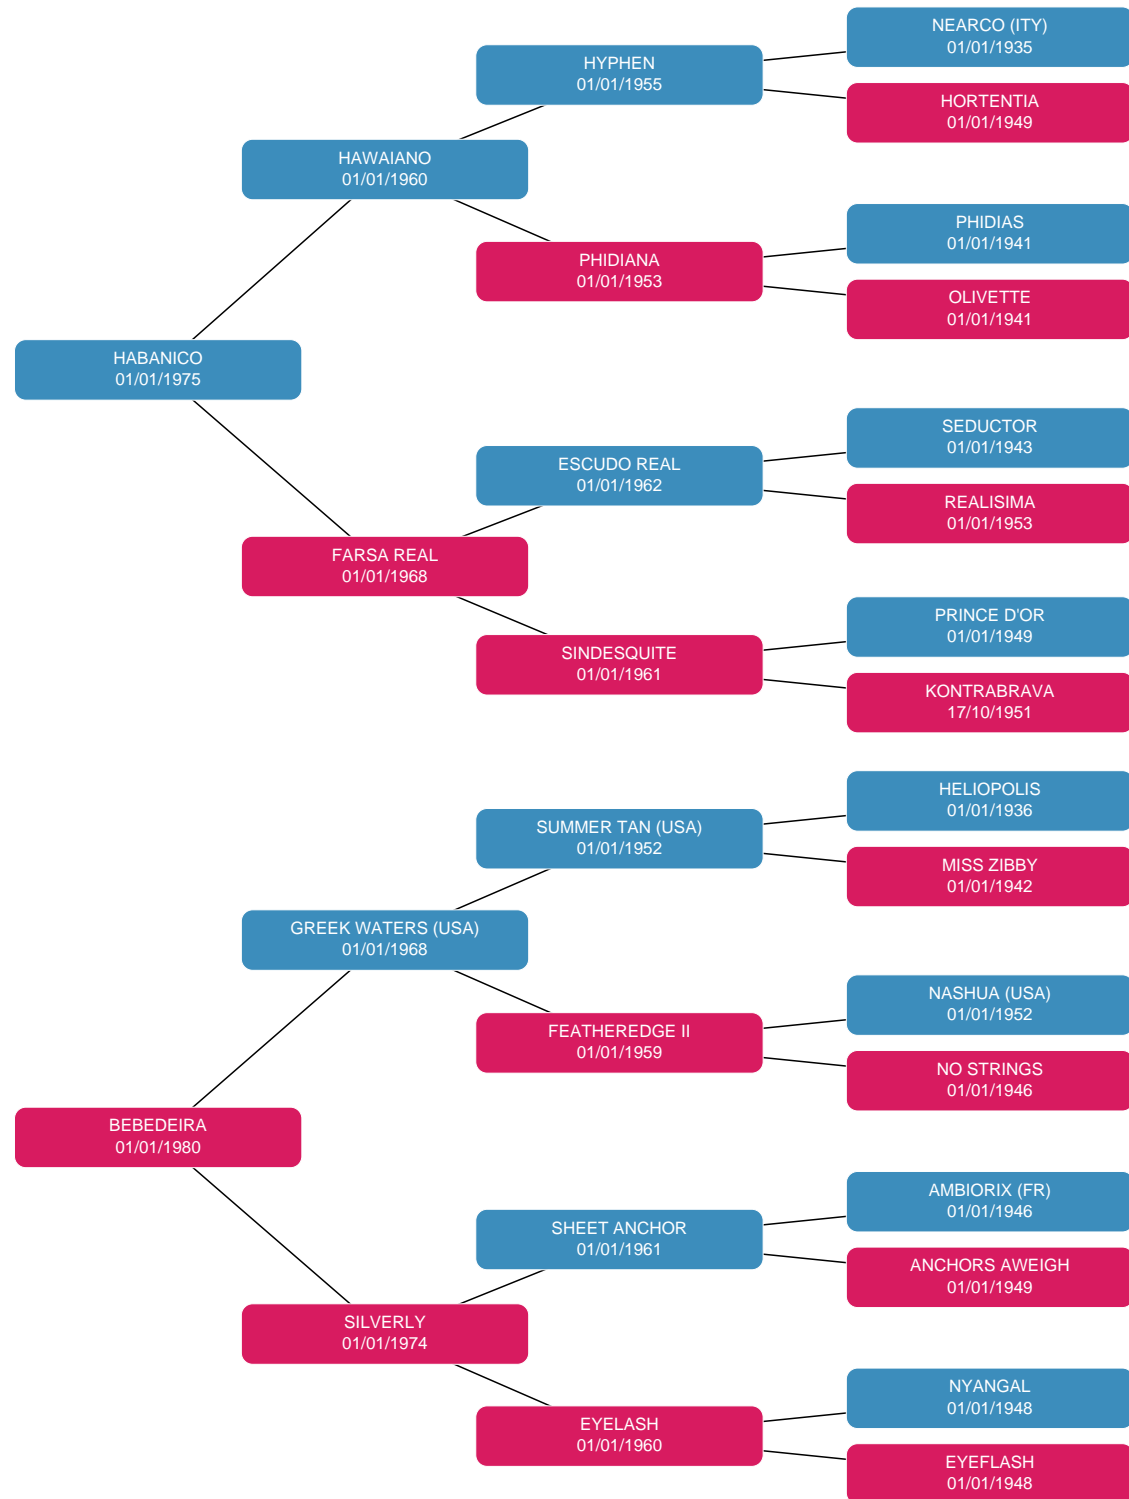 NEARCO (ITY)
01/01/1935
HYPHEN
01/01/1955
HORTENTIA
01/01/1949
HAWAIANO
01/01/1960
PHIDIAS
01/01/1941
PHIDIANA
01/01/1953
OLIVETTE
01/01/1941
HABANICO
01/01/1975
SEDUCTOR
01/01/1943
ESCUDO REAL
01/01/1962
REALISIMA
01/01/1953
FARSA REAL
01/01/1968
PRINCE D'OR
01/01/1949
SINDESQUITE
01/01/1961
KONTRABRAVA
17/10/1951
HELIOPOLIS
01/01/1936
SUMMER TAN (USA)
01/01/1952
MISS ZIBBY
01/01/1942
GREEK WATERS (USA)
01/01/1968
NASHUA (USA)
01/01/1952
FEATHEREDGE II
01/01/1959
NO STRINGS
01/01/1946
BEBEDEIRA
01/01/1980
AMBIORIX (FR)
01/01/1946
SHEET ANCHOR
01/01/1961
ANCHORS AWEIGH
01/01/1949
SILVERLY
01/01/1974
NYANGAL
01/01/1948
EYELASH
01/01/1960
EYEFLASH
01/01/1948